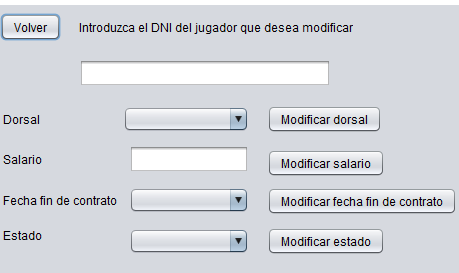 Volver Introduzca el DNI del jugador que desea modificar
Dorsal Modificar dorsal
Salario Modificar salario
Fecha fin de contrato Modificar fecha fin de contrato
Estado Modificar estado